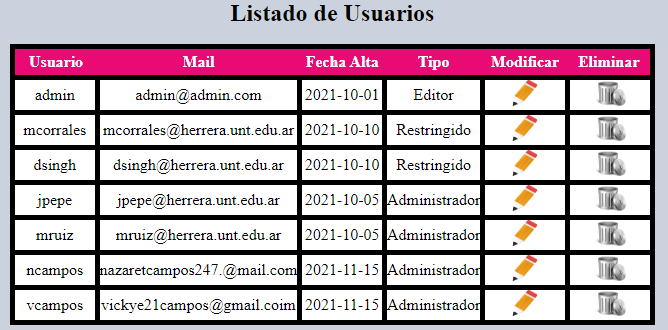 Listado de Usuarios
Usuario Mail Fecha Alta Tipo Modificar Eliminar
admin admin@admin.com 2021-10-01 Editor
mcorrales mcorrales@herrera.unt.edu.ar 2021-10-10 Restringido
dsingh dsingh@herrera.unt.edu.ar 2021-10-10 Restringido
jpepe jpepe@herrera.unt.edu.ar 2021-10-05 Administrador
mruiz mruiz@herrera.unt.edu.ar 2021-10-05 Administrador
ncampos nazaretcampos247.@mail.com 2021-11-15 Administrador
vcampos vickye21campos@gmail.coim 2021-11-15 Administrador